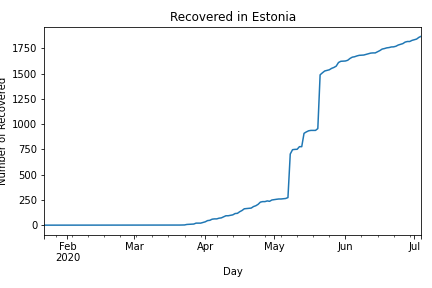 Recovered in Estonia
Number of Recovered
1750
1500
1250
1000
750
500
250
0
Feb
2020
Mar
Apr
May
Jun
Jul
Day